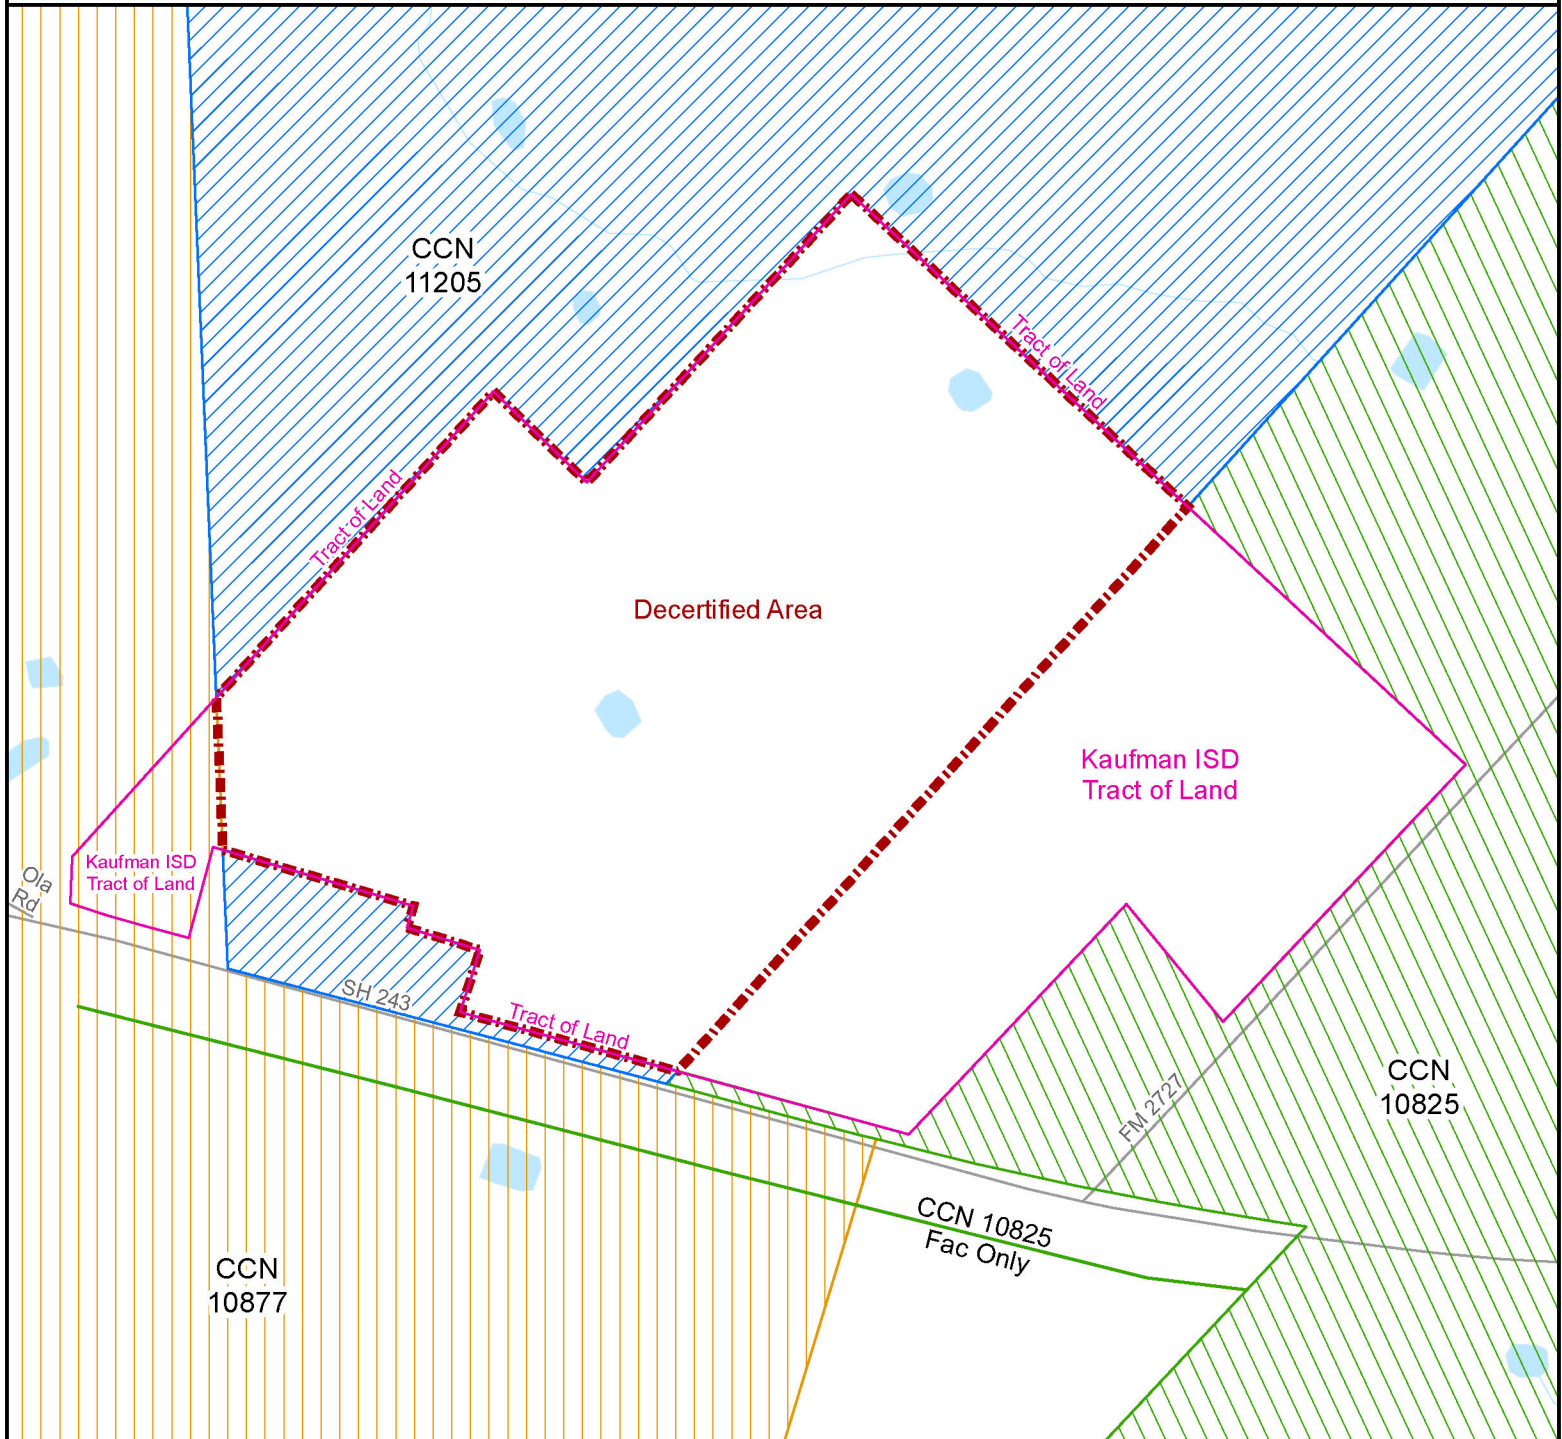 CCN
11205
Tract of Land
Tract of Land
Decertified Area
Kaufman ISD
Tract of Land
Kaufman ISD
Tract of Land
Ola
Rd
SH 243
Tract of Land
CCN
10825
FM 2727
CCN 10825
Fac Only
CCN
10877